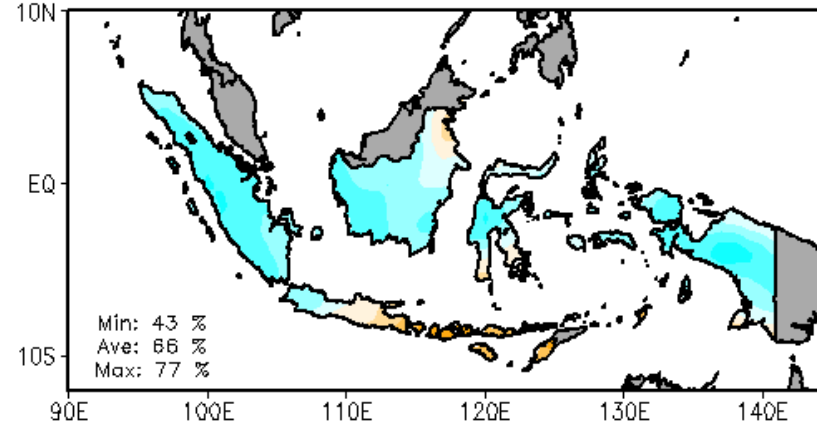 10N
EQ
10S
Min: 43 %
Ave: 66 %
Max: 77 %
90E 100E 110E 120E 130E 140E